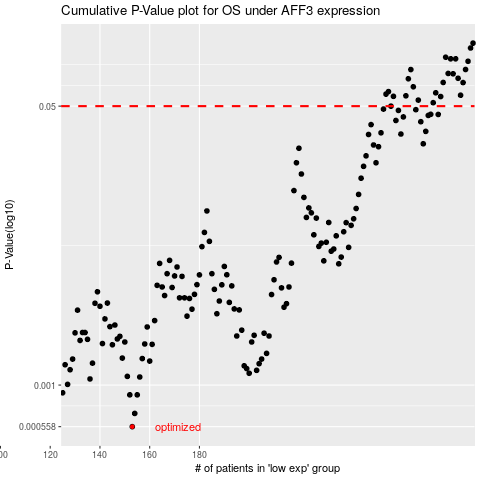 Cumulative P-Value plot for OS under AFF3 expression
P-Value(log10)
0.05
0.001
0.000558
optimized
00 120 140 160 180
# of patients in 'low exp' group